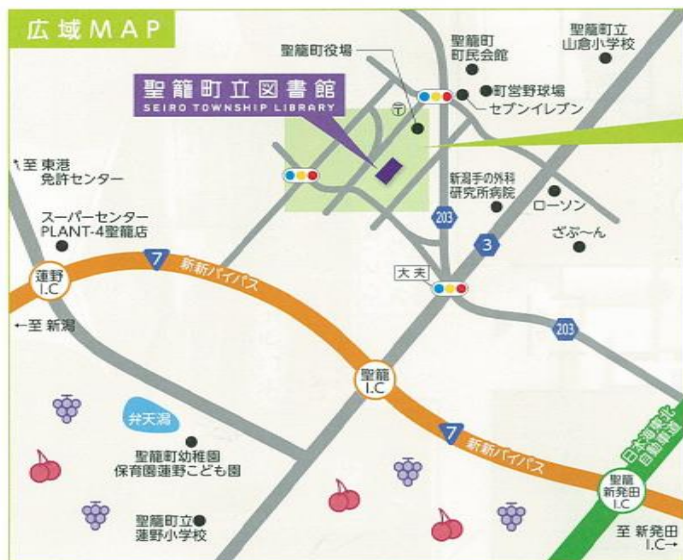 広域MAP
聖籠町役場
聖籠町
町民会館
聖籠町立
山倉小学校
聖籠町立図書館
SEIRO TOWNSHIP LIBRARY
町営野球場
セブンイレブン
〒
至 東港
免許センター
新潟手の外科
研究所病院
ローソン
203
3
ざぶ〜ん
スーパーセンター
PLANT-4聖籠店
7
新新バイパス
大夫
蓮野
I.C
←至 新潟
203
聖籠
I.C
弁天潟
7
新新バイパス
日本海東北
自動車道
聖籠町幼稚園
保育園蓮野こども園
聖籠
新発田
I.C
聖籠町立
蓮野小学校
至 新発田
I.C→